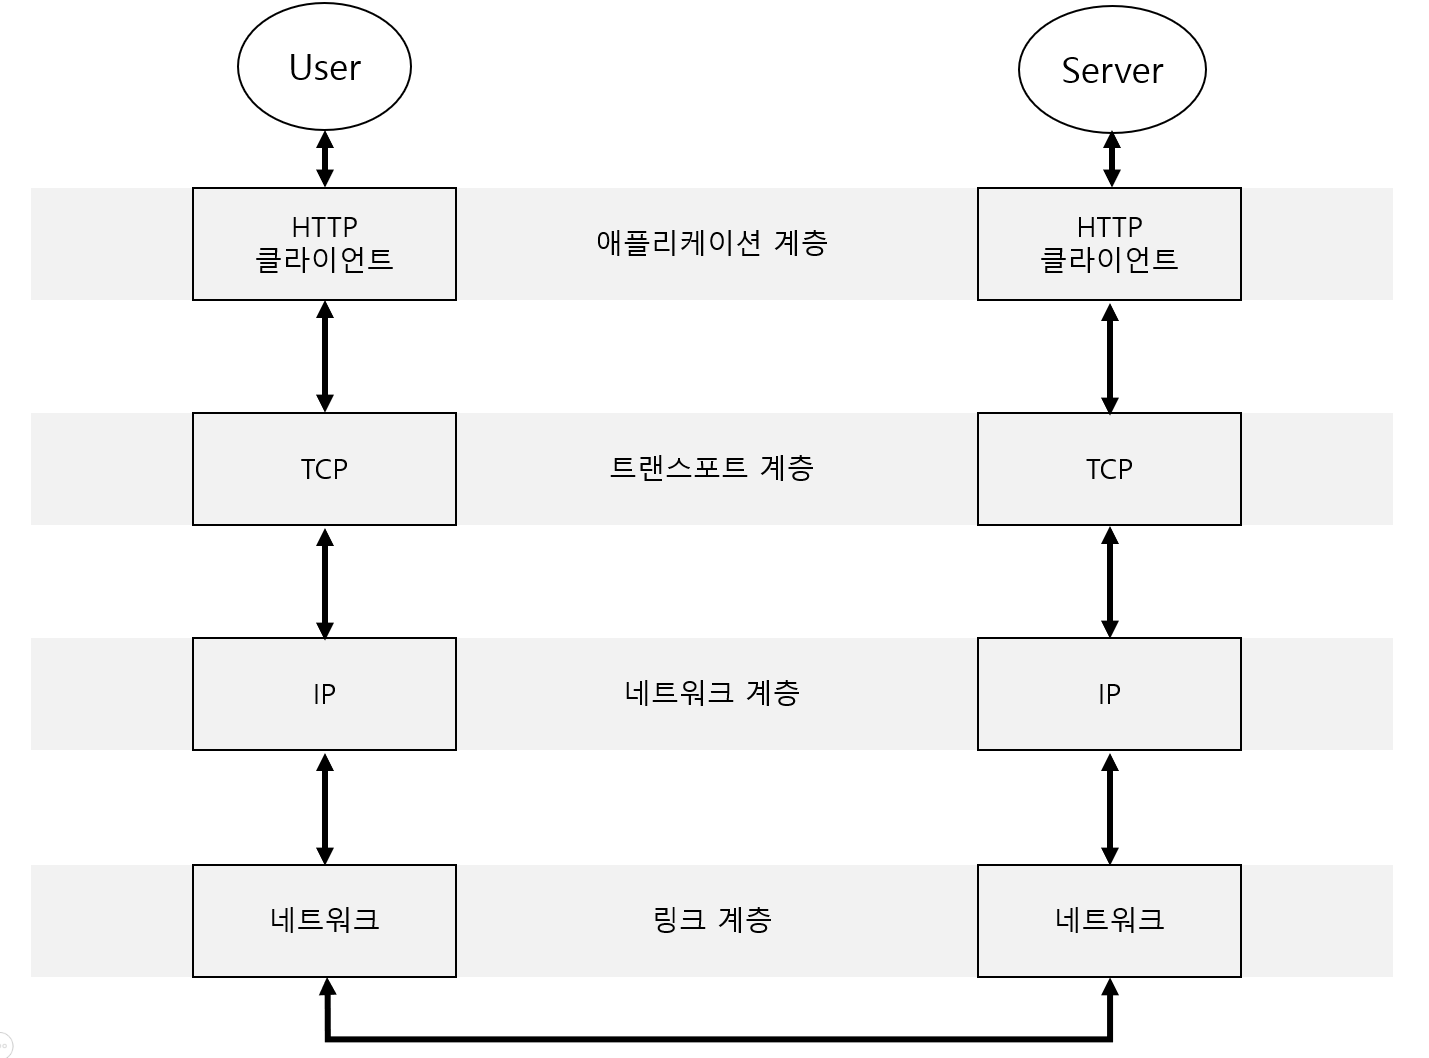 User
Server
HTTP
클라이언트
애플리케이션 계층
HTTP
클라이언트
TCP
트랜스포트 계층
TCP
IP
네트워크 계층
IP
네트워크
링크 계층
네트워크